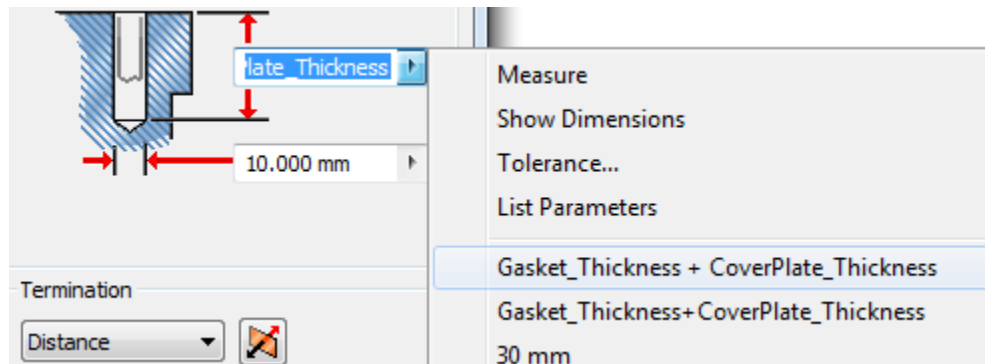 late_Thickness
Measure
Show Dimensions
Tolerance...
10.000 mm
List Parameters
Gasket_Thickness + CoverPlate_Thickness
Termination
Gasket_Thickness+CoverPlate_Thickness
Distance
30 mm